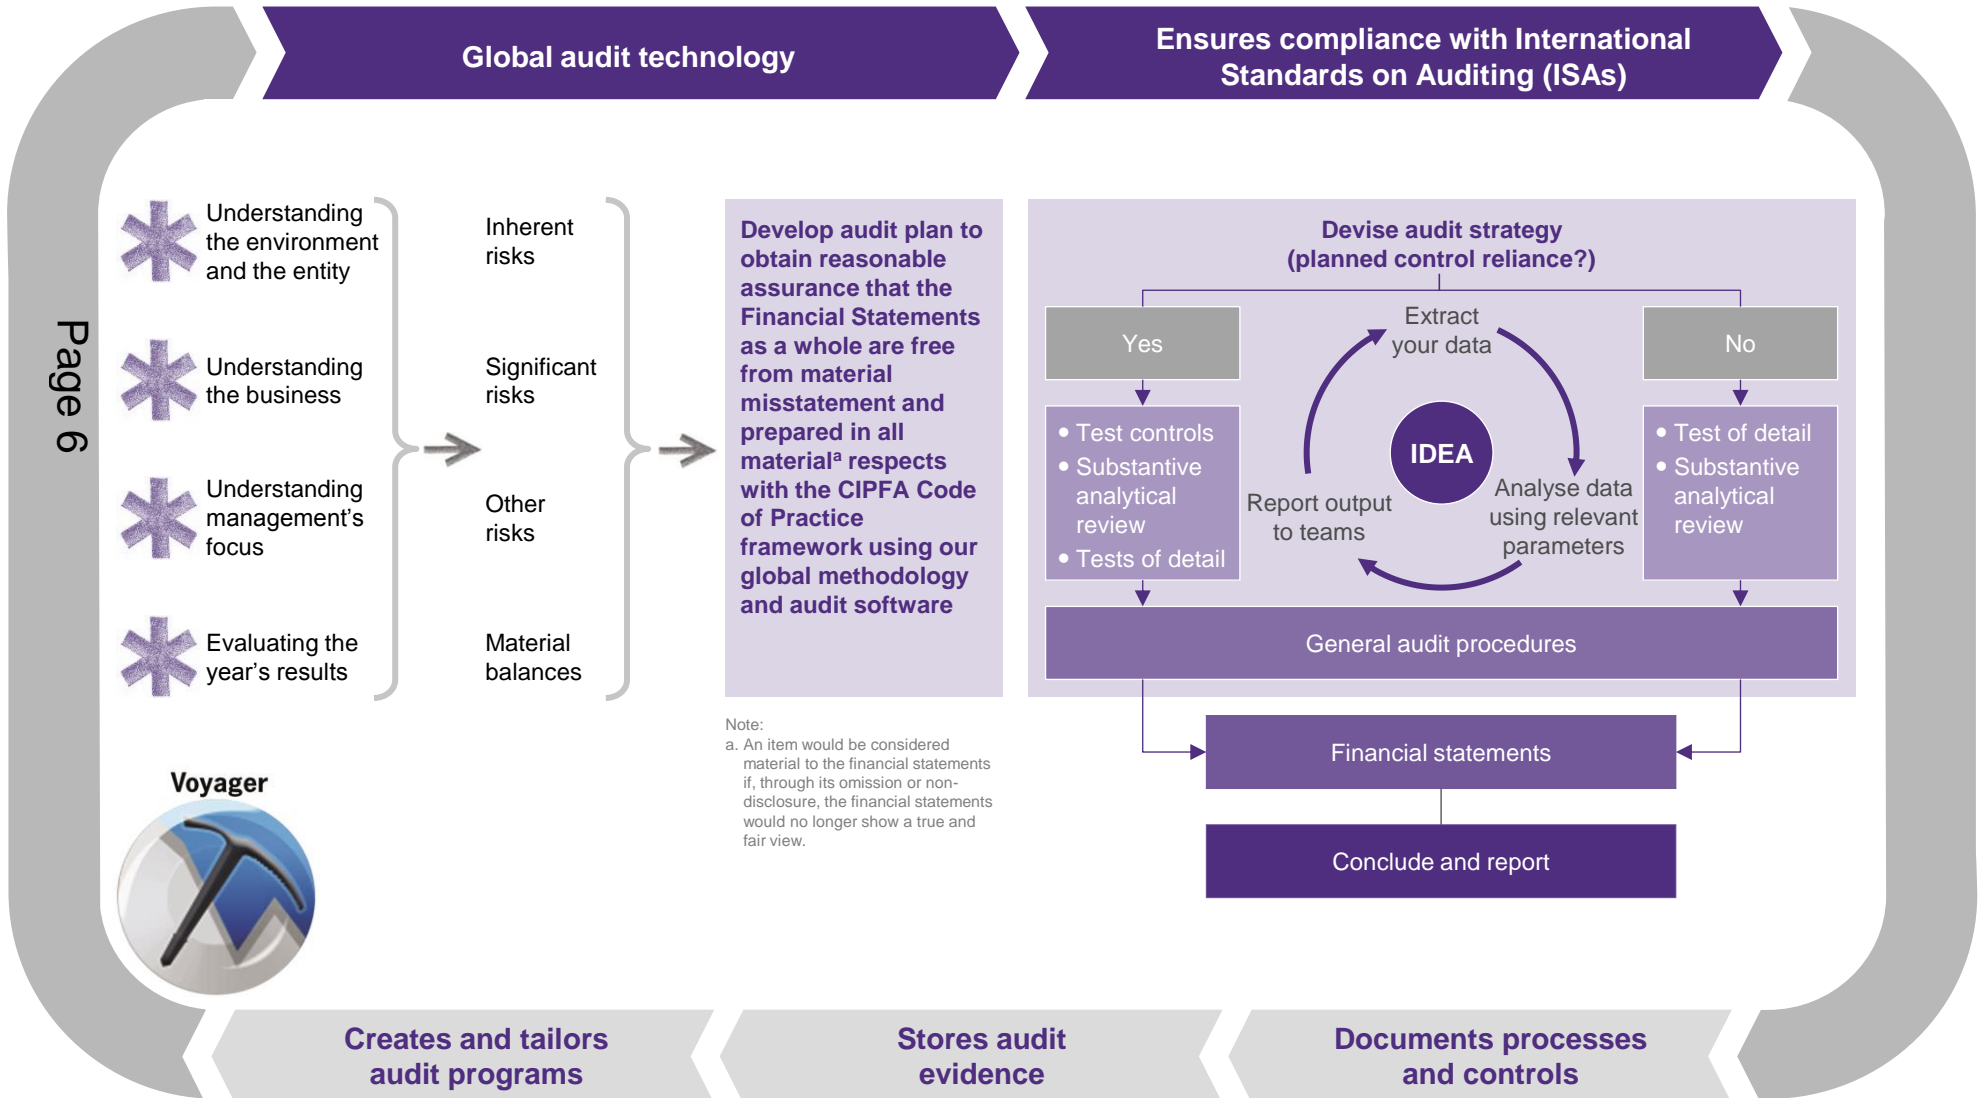 Global audit technology
Ensures compliance with International
Standards on Auditing (ISAs)
Page 6
Understanding
the environment
and the entity
Understanding
the business
Understanding
management’s
focus
Evaluating the
year’s results
Inherent
risks
Significant
risks
Other
risks
Material
balances
Develop audit plan to
obtain reasonable
assurance that the
Financial Statements
as a whole are free
from material
misstatement and
prepared in all
materialᵃ respects
with the CIPFA Code
of Practice
framework using our
global methodology
and audit software
Note:
a. An item would be considered
material to the financial statements
if, through its omission or non-
disclosure, the financial statements
would no longer show a true and
fair view.
Devise audit strategy
(planned control reliance?)
Yes
• Test controls
• Substantive
analytical
review
• Tests of detail
Extract
your data
IDEA
Analyse data
using relevant
parameters
Report output
to teams
No
• Test of detail
• Substantive
analytical
review
General audit procedures
Financial statements
Conclude and report
Voyager
Creates and tailors
audit programs
Stores audit
evidence
Documents processes
and controls